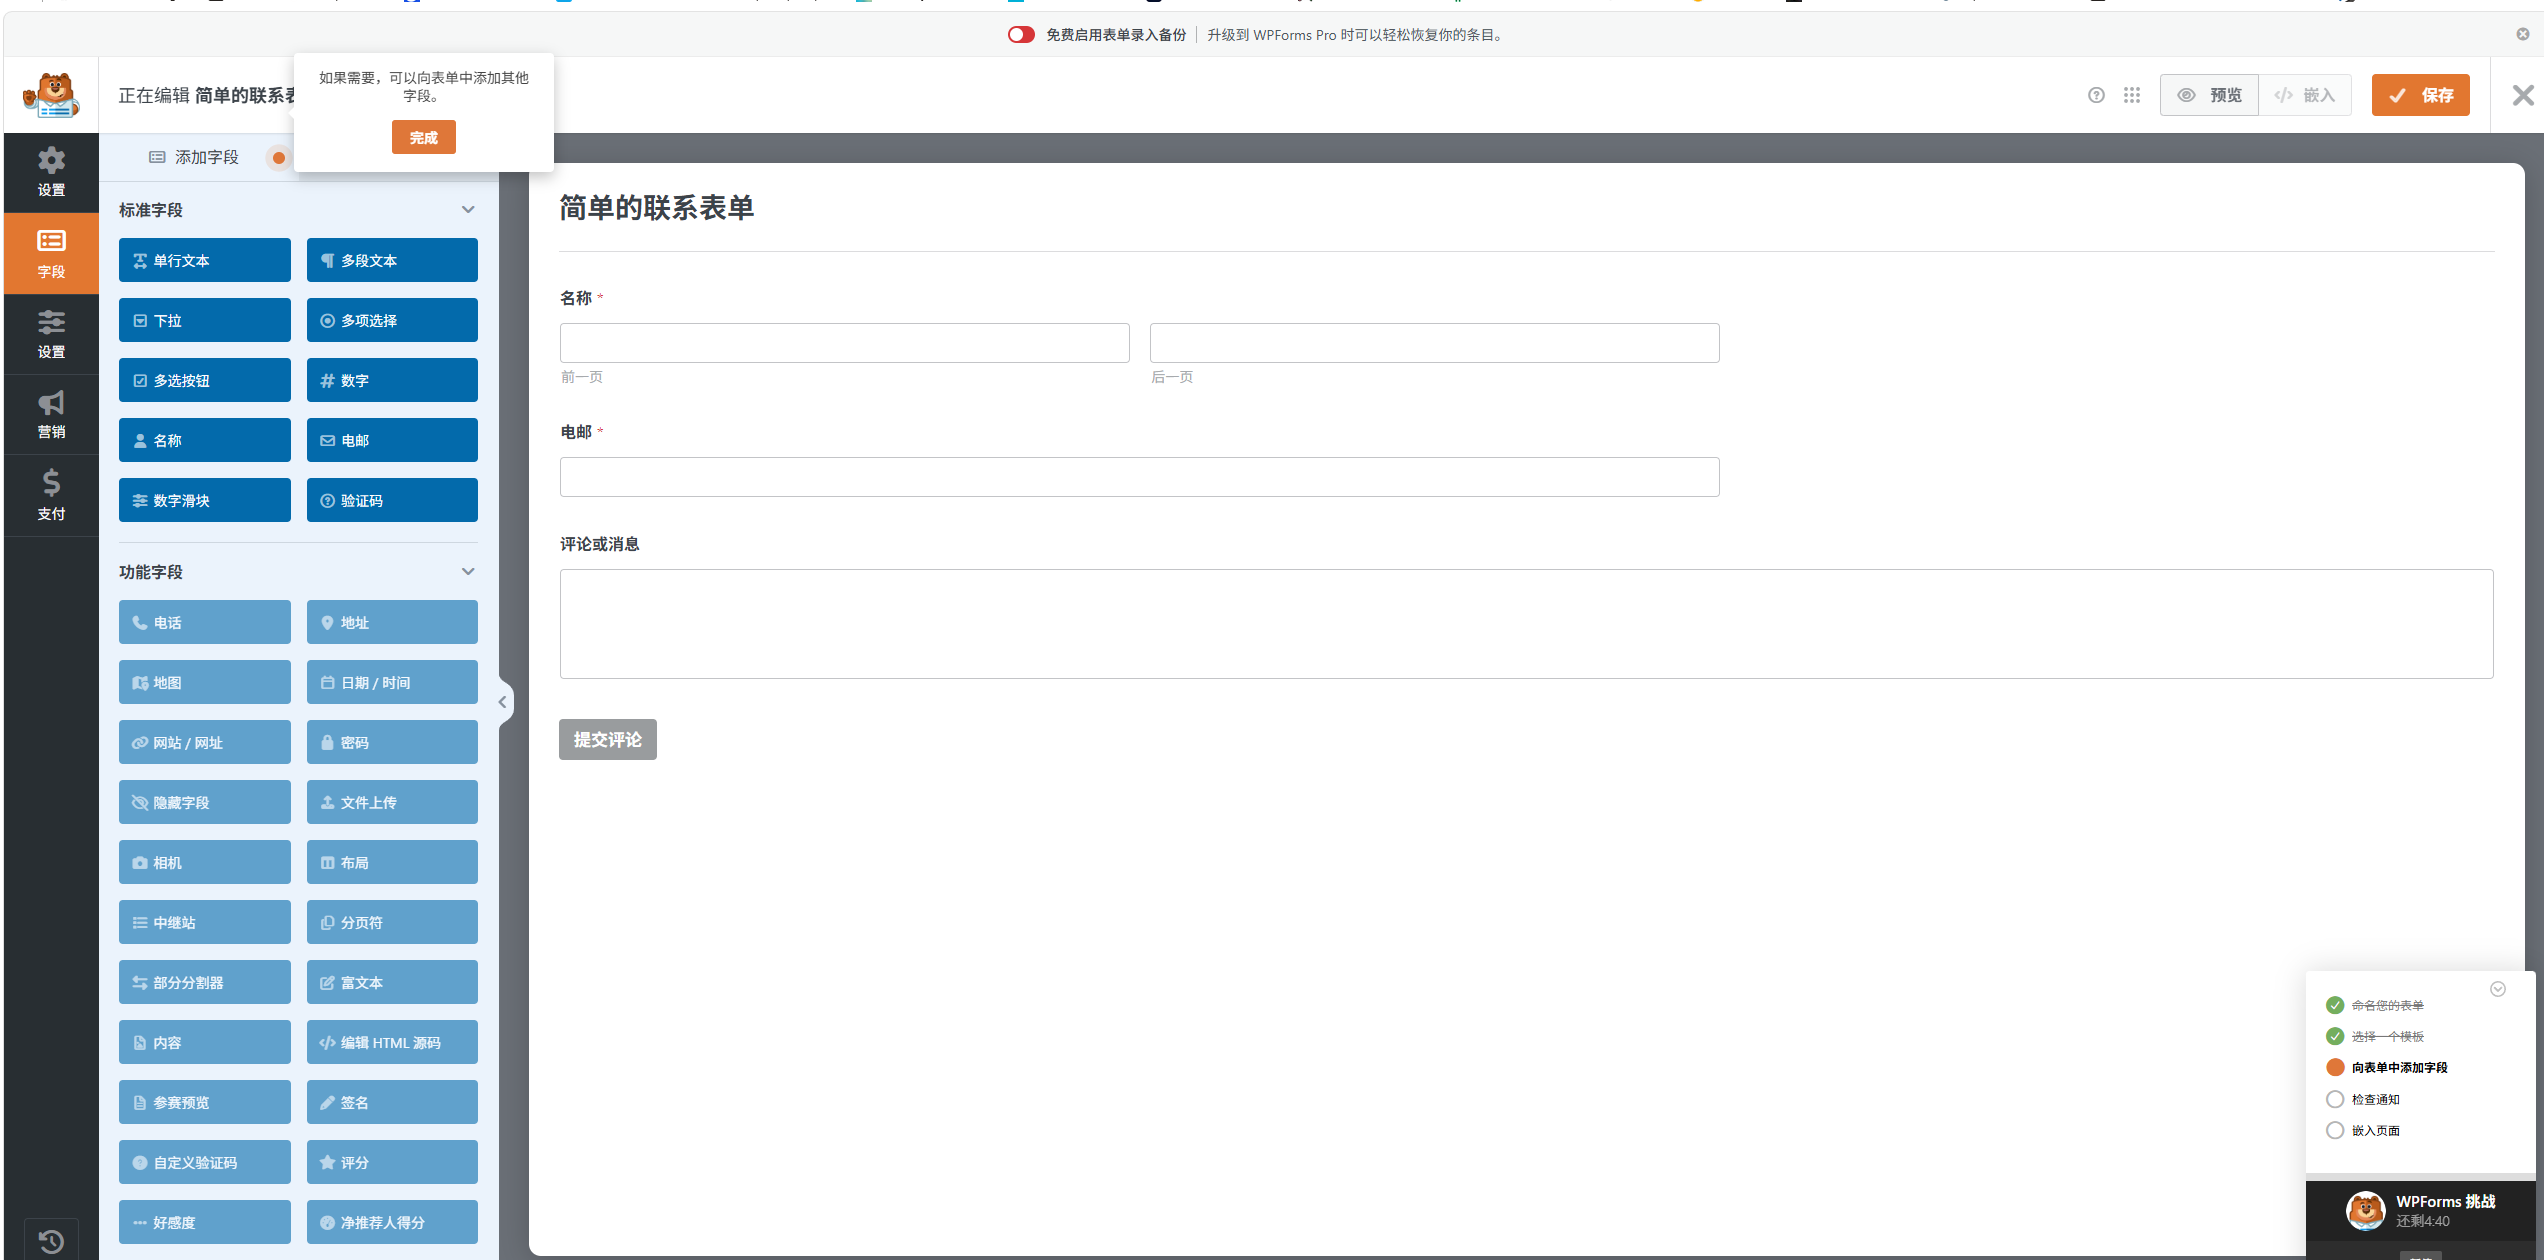 免费启用表单录入备份 升级到 WPForms Pro 时可以轻松恢复你的条目。
正在编辑 简单的联系表
如果需要，可以向表单中添加其他
字段。
完成
预览
</> 嵌入
保存
设置
字段
设置
营销
支付
添加字段
标准字段
单行文本
多段文本
下拉
多项选择
多选按钮
数字
名称
电邮
数字滑块
验证码
功能字段
电话
地址
地图
日期 / 时间
网站 / 网址
密码
隐藏字段
文件上传
相机
布局
中继站
分页符
部分分割器
富文本
内容
</> 编辑 HTML 源码
参赛预览
签名
自定义验证码
评分
好感度
净推荐人得分
简单的联系表单
名称 *
前一页
后一页
电邮 *
评论或消息
提交评论
命名您的表单
选择一个模板
向表单中添加字段
检查通知
嵌入页面
WPForms 挑战
还剩4:40